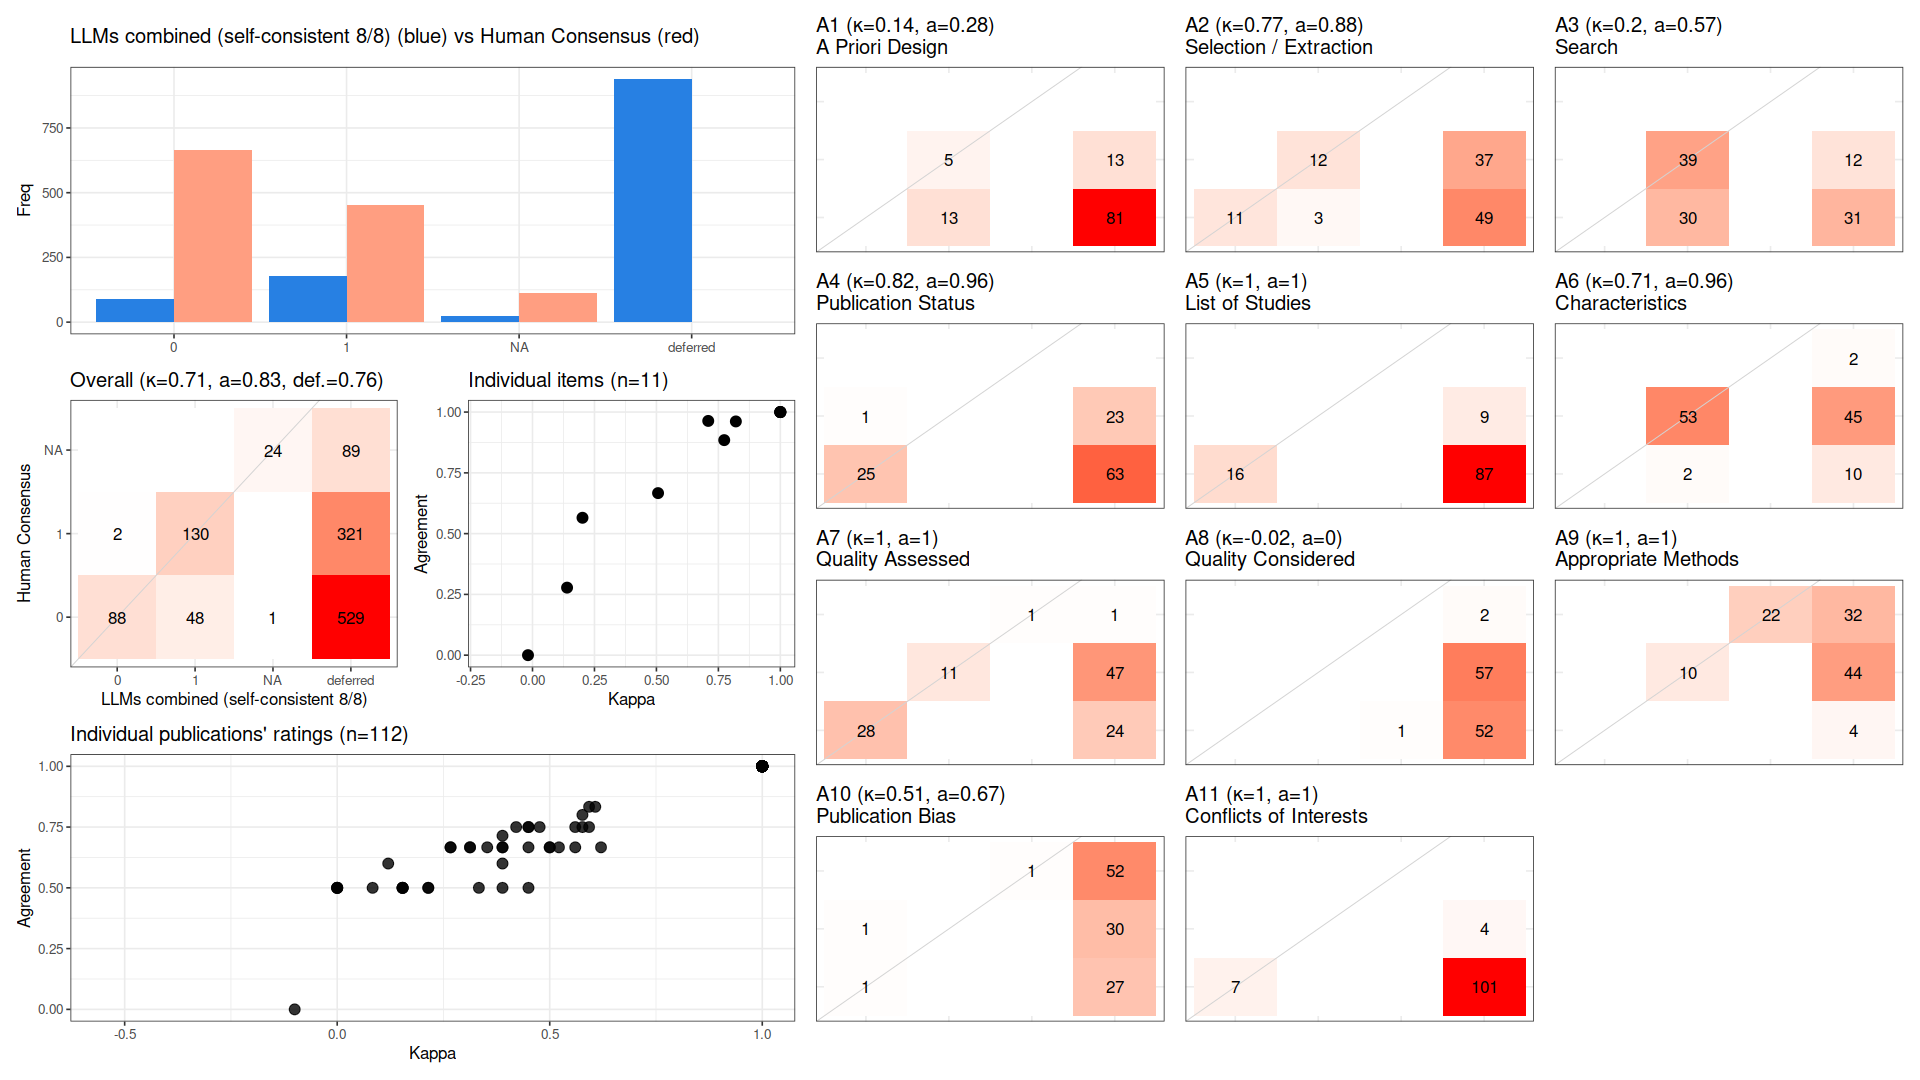 LLMs combined (self-consistent 8/8) (blue) vs Human Consensus (red)
Freq
750
500
250
0
0 1 NA deferred
Overall (κ=0.71, a=0.83, def.=0.76)
Human Consensus
NA 24 89
1 2 130 321
0 88 48 1 529
0 1 NA deferred
LLMs combined (self-consistent 8/8)
Individual items (n=11)
Agreement
1.00
0.75
0.50
0.25
0.00
-0.25 0.00 0.25 0.50 0.75 1.00
Kappa
Individual publications' ratings (n=112)
Agreement
1.00
0.75
0.50
0.25
0.00
-0.5 0.0 0.5 1.0
Kappa
A1 (κ=0.14, a=0.28)
A Priori Design
5 13
13 81
A2 (κ=0.77, a=0.88)
Selection / Extraction
12 37
11 3 49
A3 (κ=0.2, a=0.57)
Search
39 12
30 31
A4 (κ=0.82, a=0.96)
Publication Status
1 23
25 63
A5 (κ=1, a=1)
List of Studies
9
16 87
A6 (κ=0.71, a=0.96)
Characteristics
2
53 45
2 10
A7 (κ=1, a=1)
Quality Assessed
1 1
11 47
28 24
A8 (κ=-0.02, a=0)
Quality Considered
2
57
1 52
A9 (κ=1, a=1)
Appropriate Methods
22 32
10 44
4
A10 (κ=0.51, a=0.67)
Publication Bias
1 52
1 30
1 27
A11 (κ=1, a=1)
Conflicts of Interests
4
7 101